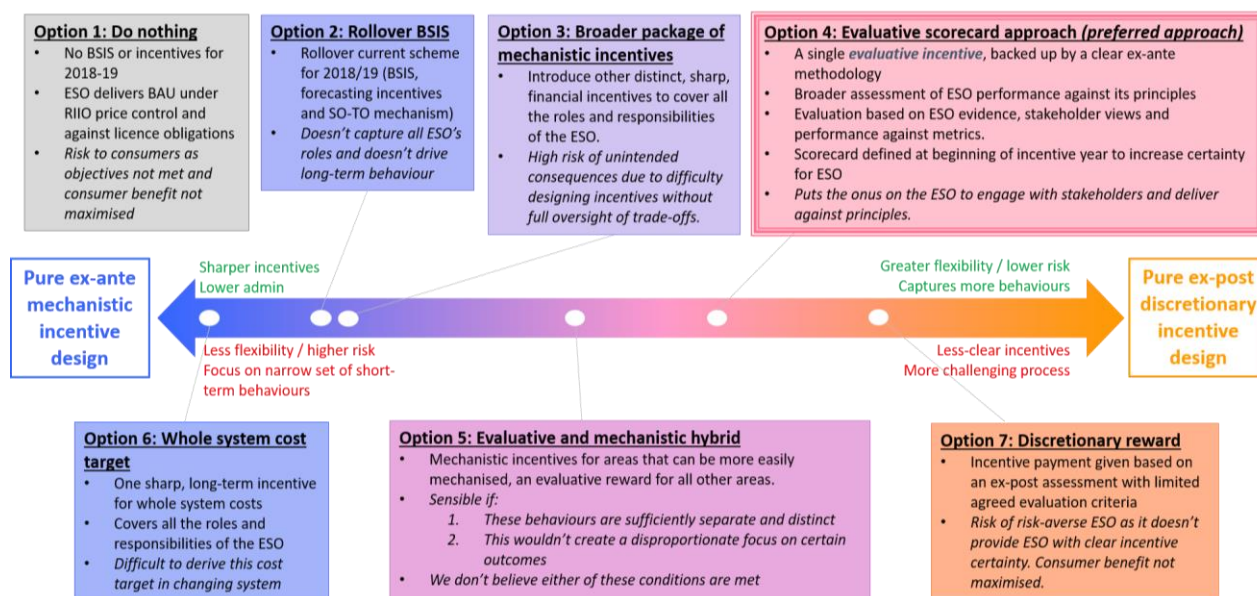 Option 1: Do nothing
• No BSIS or incentives for
2018-19
• ESO delivers BAU under
RIIO price control and
against licence obligations
• Risk to consumers as
objectives not met and
consumer benefit not
maximised
Option 2: Rollover BSIS
• Rollover current scheme
for 2018/19 (BSIS,
forecasting incentives
and SO-TO mechanism)
• Doesn't capture all ESO's
roles and doesn't drive
long-term behaviour
Option 3: Broader package of
mechanistic incentives
• Introduce other distinct, sharp,
financial incentives to cover all
the roles and responsibilities
of the ESO.
• High risk of unintended
consequences due to difficulty
designing incentives without
full oversight of trade-offs.
Option 4: Evaluative scorecard approach (preferred approach)
• A single evaluative incentive, backed up by a clear ex-ante
methodology
• Broader assessment of ESO performance against its principles
• Evaluation based on ESO evidence, stakeholder views and
performance against metrics.
• Scorecard defined at beginning of incentive year to increase certainty
for ESO
• Puts the onus on the ESO to engage with stakeholders and deliver
against principles.
Pure ex-ante
mechanistic
incentive
design
Sharper incentives
Lower admin
Less flexibility / higher risk
Focus on narrow set of short-
term behaviours
Greater flexibility / lower risk
Captures more behaviours
Less-clear incentives
More challenging process
Pure ex-post
discretionary
incentive
design
Option 6: Whole system cost
target
• One sharp, long-term incentive
for whole system costs
• Covers all the roles and
responsibilities of the ESO
• Difficult to derive this cost
target in changing system
Option 5: Evaluative and mechanistic hybrid
• Mechanistic incentives for areas that can be more easily
mechanised, an evaluative reward for all other areas.
• Sensible if:
1. These behaviours are sufficiently separate and distinct
2. This wouldn't create a disproportionate focus on certain
outcomes
• We don't believe either of these conditions are met
Option 7: Discretionary reward
• Incentive payment given based on
an ex-post assessment with limited
agreed evaluation criteria
• Risk of risk-averse ESO as it doesn't
provide ESO with clear incentive
certainty. Consumer benefit not
maximised.